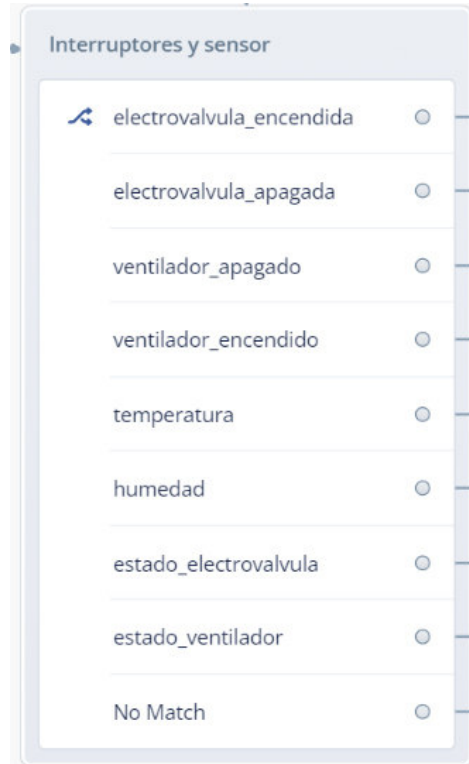 Interruptores y sensor
electrovalvula_encendida
electrovalvula_apagada
ventilador_apagado
ventilador_encendido
temperatura
humedad
estado_electrovalvula
estado_ventilador
No Match